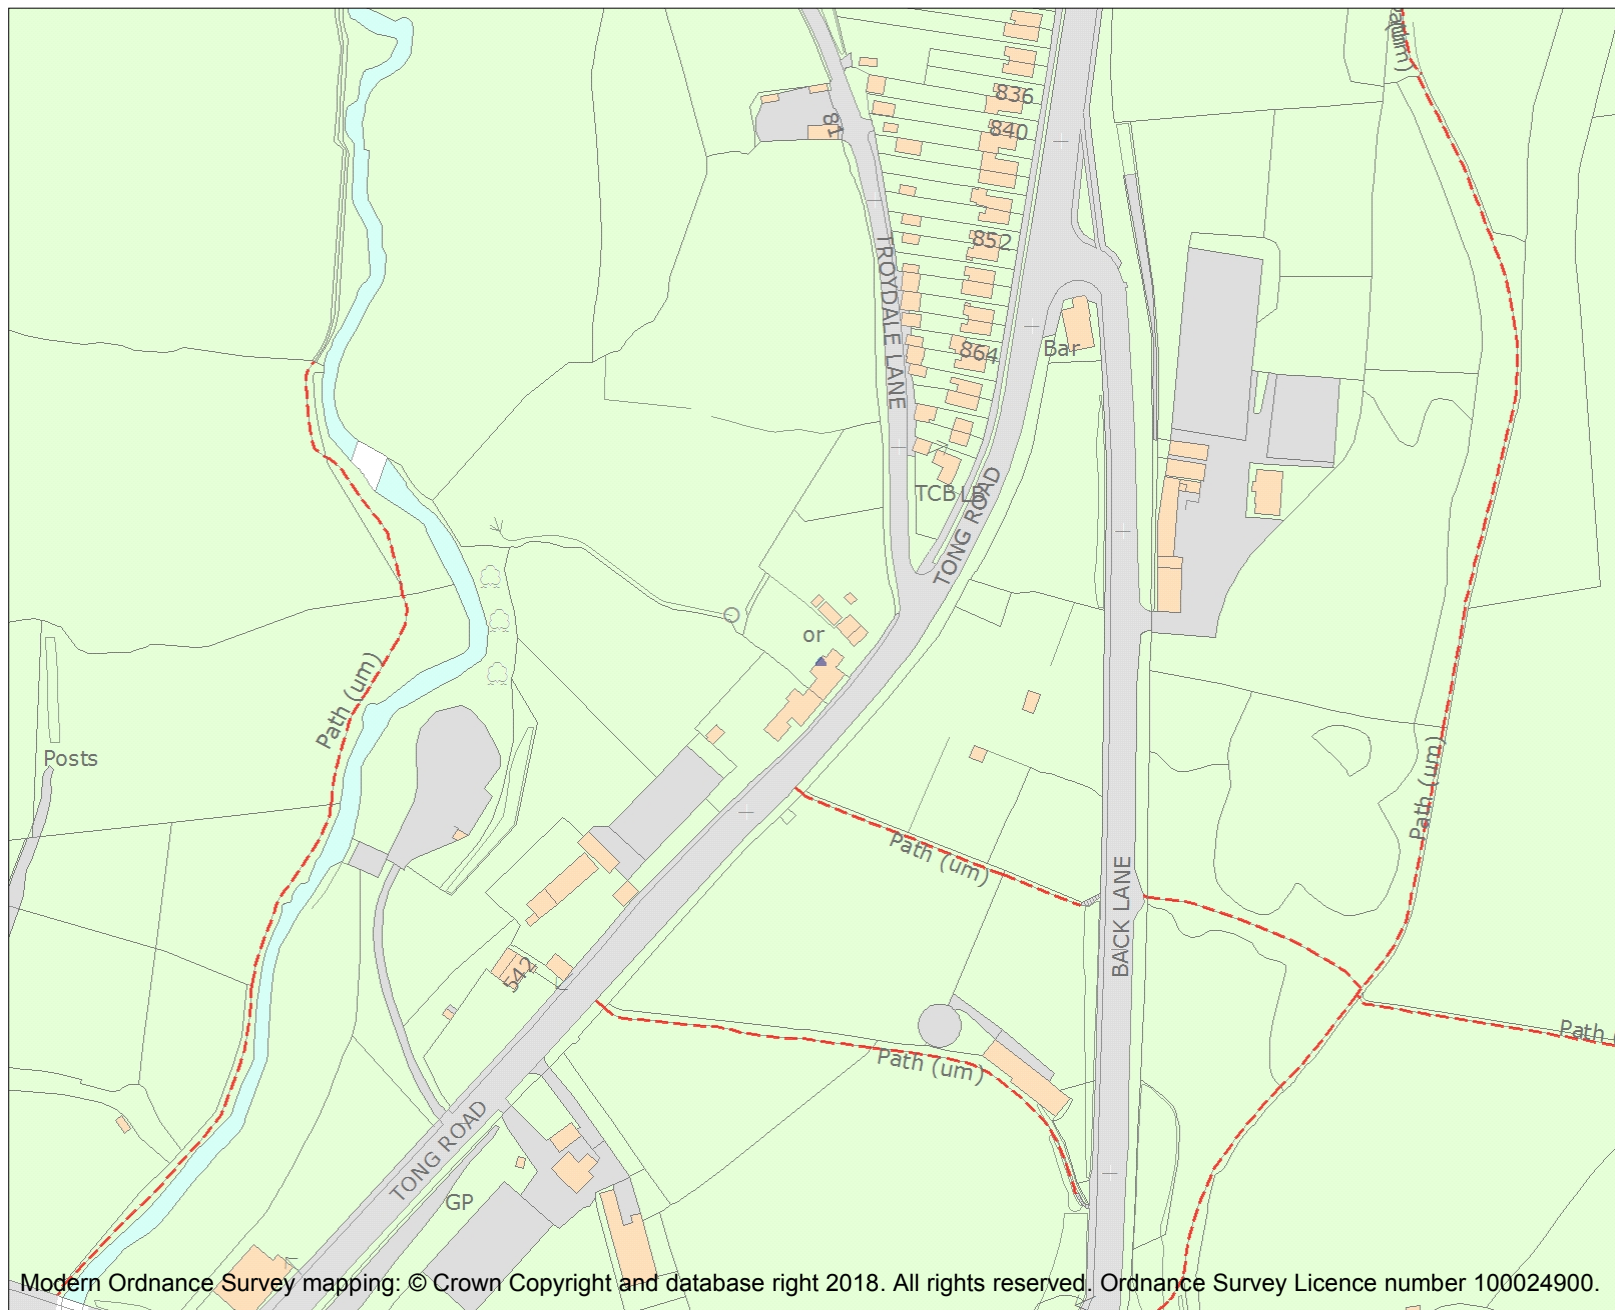 Path (um)
836
840
81
852
TROYDALE LANE
864
Bar
TCB LB
TONG ROAD
or
Path (um)
Posts
Path (um)
Path (um)
BACK LANE
542
Path (um)
Path
TONG ROAD
GP
Modern Ordnance Survey mapping: © Crown Copyright and database right 2018. All rights reserved. Ordnance Survey Licence number 100024900.